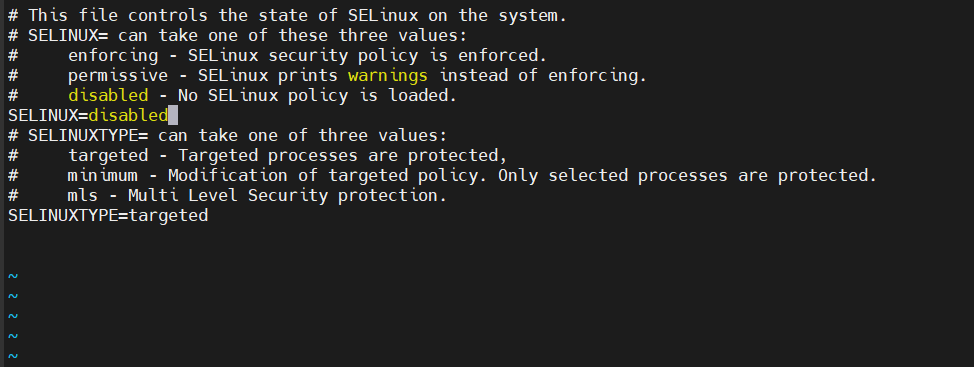 # This file controls the state of SELinux on the system.
# SELINUX= can take one of these three values:
#     enforcing - SELinux security policy is enforced.
#     permissive - SELinux prints warnings instead of enforcing.
#     disabled - No SELinux policy is loaded.
SELINUX=disabled
# SELINUXTYPE= can take one of three values:
#     targeted - Targeted processes are protected,
#     minimum - Modification of targeted policy. Only selected processes are protected.
#     mls - Multi Level Security protection.
SELINUXTYPE=targeted
~
~
~
~
~